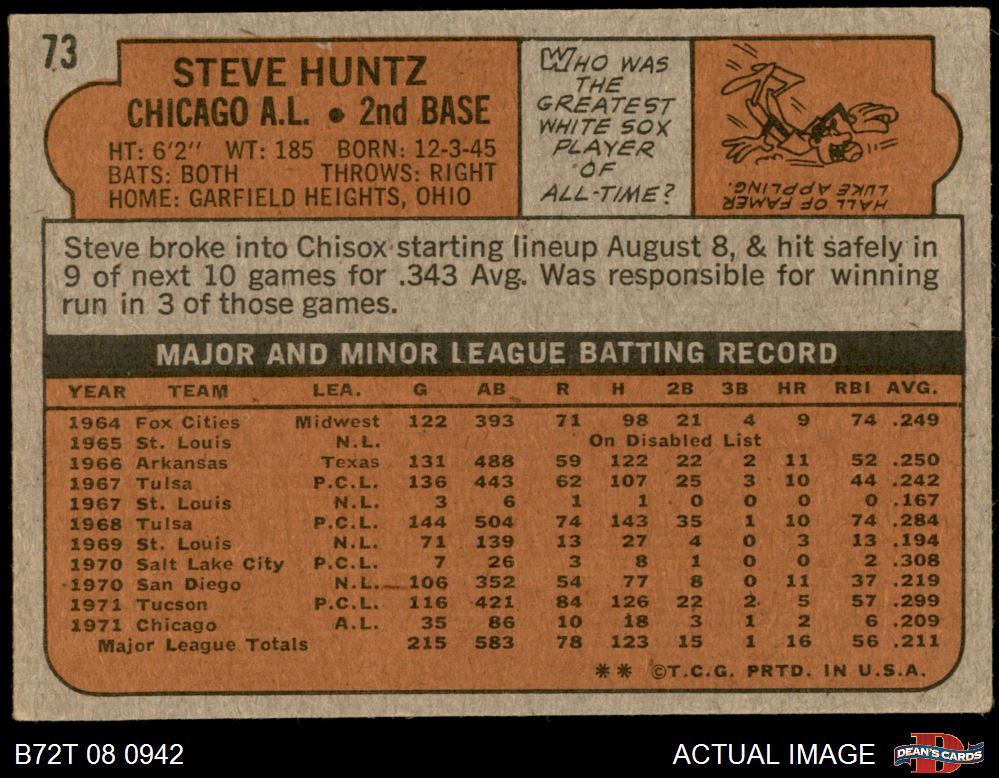 73
STEVE HUNTZ
CHICAGO A.L. • 2nd BASE
HT: 6'2" WT: 185 BORN: 12-3-45
BATS: BOTH THROWS: RIGHT
HOME: GARFIELD HEIGHTS, OHIO
WHO WAS
THE
GREATEST
WHITE SOX
PLAYER
OF
ALL-TIME?
HALL OF FAMER
LUKE APPLING.
Steve broke into Chisox starting lineup August 8, & hit safely in
9 of next 10 games for .343 Avg. Was responsible for winning
run in 3 of those games.
MAJOR AND MINOR LEAGUE BATTING RECORD
YEAR TEAM LEA. G AB R H 2B 3B HR RBI AVG.
1964 Fox Cities Midwest 122 393 71 98 21 4 9 74 .249
1965 St. Louis N.L. On Disabled List
1966 Arkansas Texas 131 488 59 122 22 2 11 52 .250
1967 Tulsa P.C.L. 136 443 62 107 25 3 10 44 .242
1967 St. Louis N.L. 3 6 1 1 0 0 0 0 .167
1968 Tulsa P.C.L. 144 504 74 143 35 1 10 74 .284
1969 St. Louis N.L. 71 139 13 27 4 0 3 13 .194
1970 Salt Lake City P.C.L. 7 26 3 8 1 0 0 2 .308
1970 San Diego N.L. 106 352 54 77 8 0 11 37 .219
1971 Tucson P.C.L. 116 421 84 126 22 2 5 57 .299
1971 Chicago A.L. 35 86 10 18 3 1 2 6 .209
Major League Totals 215 583 78 123 15 1 16 56 .211
** ©T.C.G. PRTD. IN U.S.A.
B72T 08 0942
ACTUAL IMAGE
DEAN'S CARDS